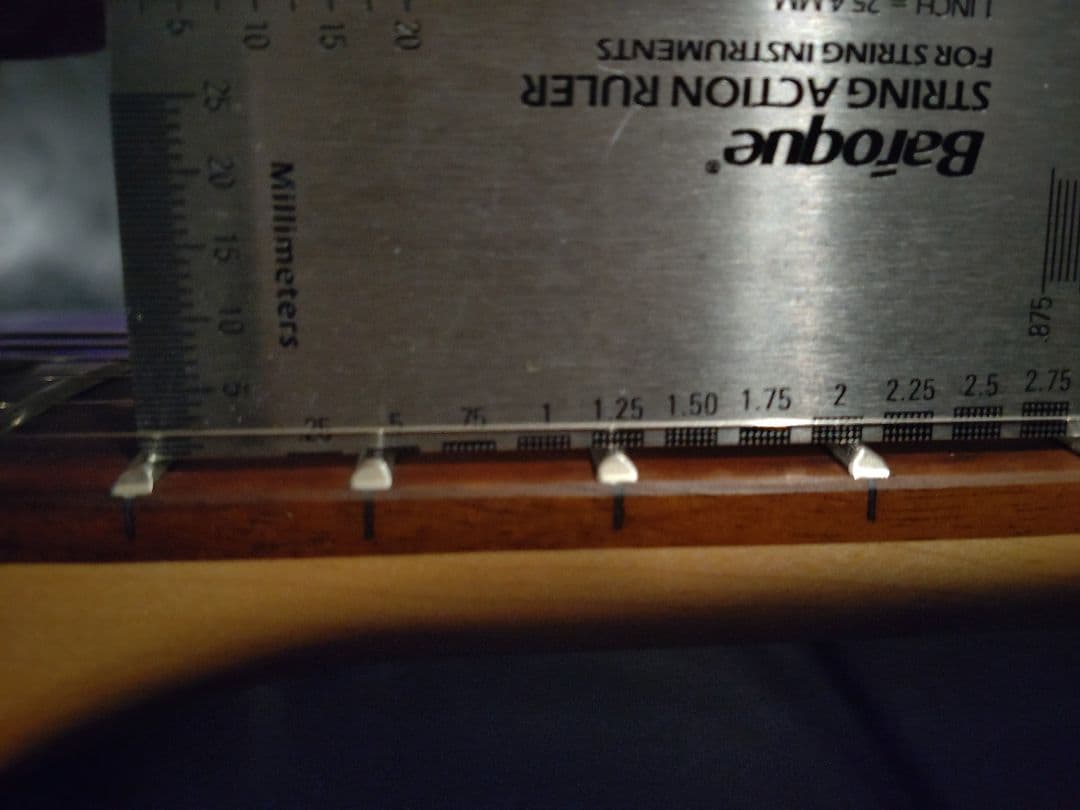 5 10 15 20
1 INCH = 25.4 MM
FOR STRING INSTRUMENTS
STRING ACTION RULER
Baroque®
25 20 15 10 5
Millimeters
.875
.25 .5 .75 1 1.25 1.50 1.75 2 2.25 2.5 2.75